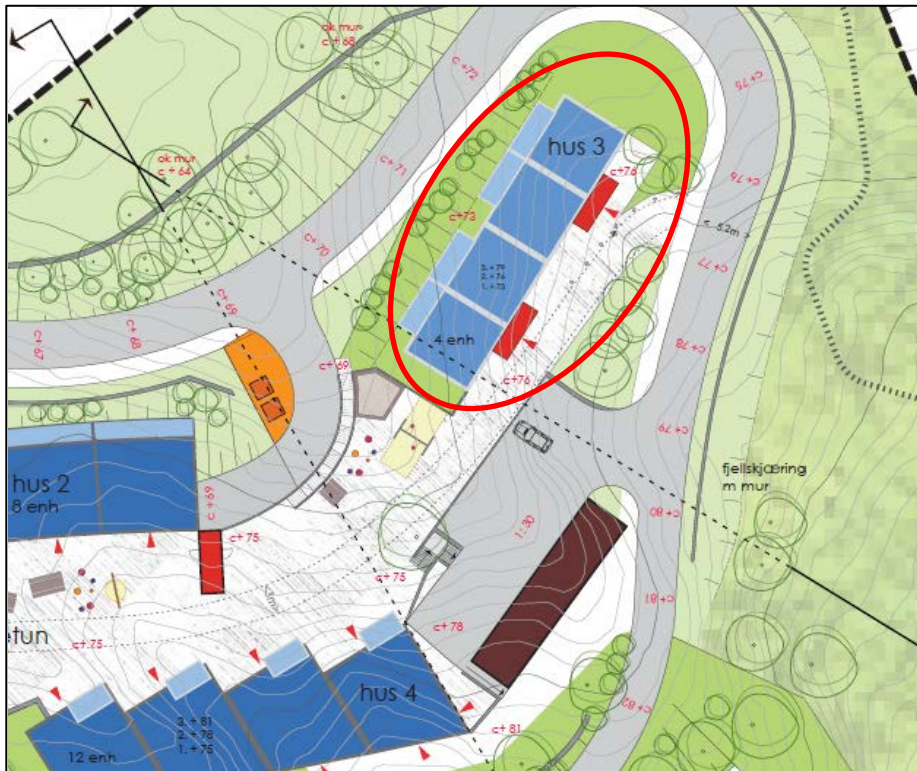 ok mur
c + 68
c+72
c+75
hus 3
ok mur
c + 64
c+71
c+76
c+76
c+73
< -5.2m >
c+70
c+77
3. + 79
2. + 76
1. + 73
c+69
c+67
c+68
4 enh
c+78
c+69
c+76
c+79
fjellskjæring
m mur
hus 2
8 enh
c + 69
c+ 80
1:30
c+ 75
c+ 75
c+81
c+ 78
etun
c+75
hus 4
3. + 81
2. + 78
1. + 75
c+82
c+81
12 enh